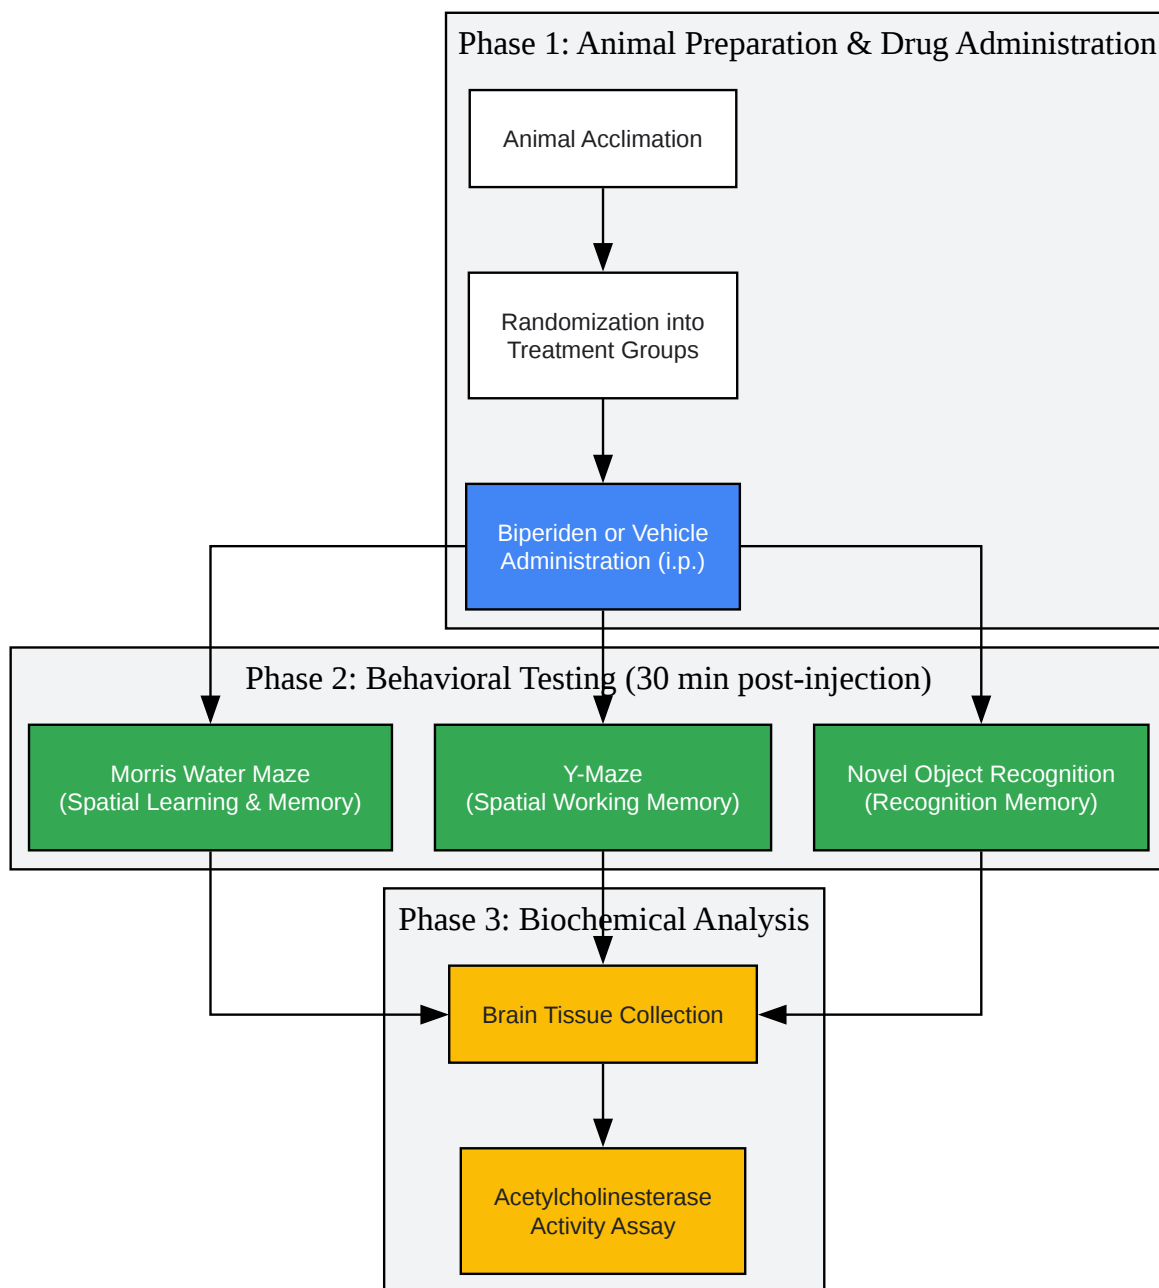 Phase 1: Animal Preparation & Drug Administration
Animal Acclimation
Randomization into
Treatment Groups
Biperiden or Vehicle
Administration (i.p.)
Phase 2: Behavioral Testing (30 min post-injection)
Morris Water Maze
(Spatial Learning & Memory)
Y-Maze
(Spatial Working Memory)
Novel Object Recognition
(Recognition Memory)
Phase 3: Biochemical Analysis
Brain Tissue Collection
Acetylcholinesterase
Activity Assay